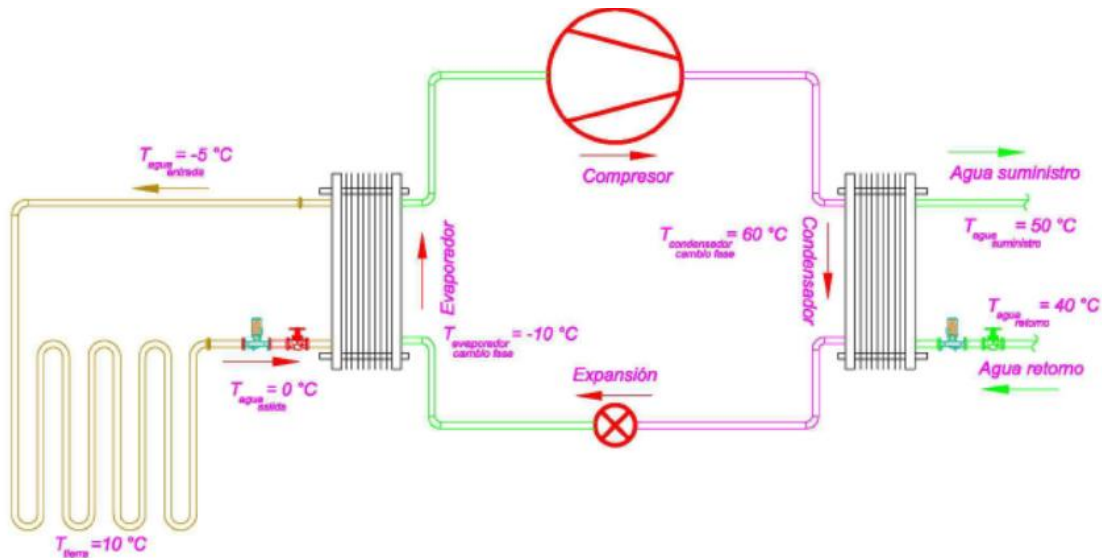 T agua entrada = -5 °C
Compresor
Agua suministro
T agua suministro = 50 °C
Evaporador
T condensador cambio fase = 60 °C
Condensador
T agua retorno = 40 °C
T evaporador cambio fase = -10 °C
Agua retorno
T agua salida = 0 °C
Expansión
T tierra = 10 °C